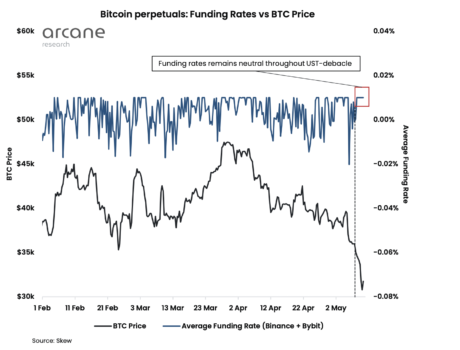 Bitcoin perpetuals: Funding Rates vs BTC Price
arcane
research
Funding rates remains neutral throughout UST-debacle
BTC Price
$60k
$55k
$50k
$45k
$40k
$35k
$30k
0.04%
0.02%
0.00%
-0.02%
-0.04%
-0.06%
-0.08%
Average Funding Rate
1 Feb 11 Feb 21 Feb 3 Mar 13 Mar 23 Mar 2 Apr 12 Apr 22 Apr 2 May
BTC Price Average Funding Rate (Binance + Bybit)
Source: Skew